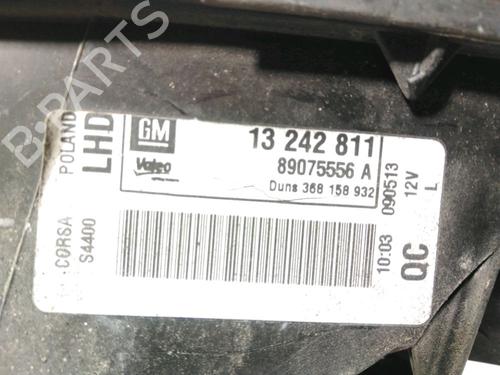 B-PARTS
POLAND
LHD
GM
Valeo
13 242 811
89075556 A
Duns 368 158 932
CORSA
S4400
090513
12V
L
10:03
QC